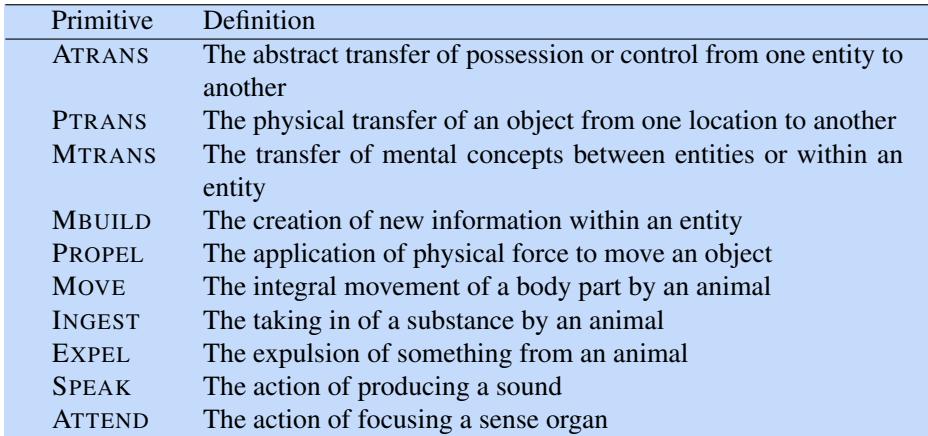 Primitive Definition
ATRANS The abstract transfer of possession or control from one entity to
another
PTRANS The physical transfer of an object from one location to another
MTRANS The transfer of mental concepts between entities or within an
entity
MBUILD The creation of new information within an entity
PROPEL The application of physical force to move an object
MOVE The integral movement of a body part by an animal
INGEST The taking in of a substance by an animal
EXPEL The expulsion of something from an animal
SPEAK The action of producing a sound
ATTEND The action of focusing a sense organ